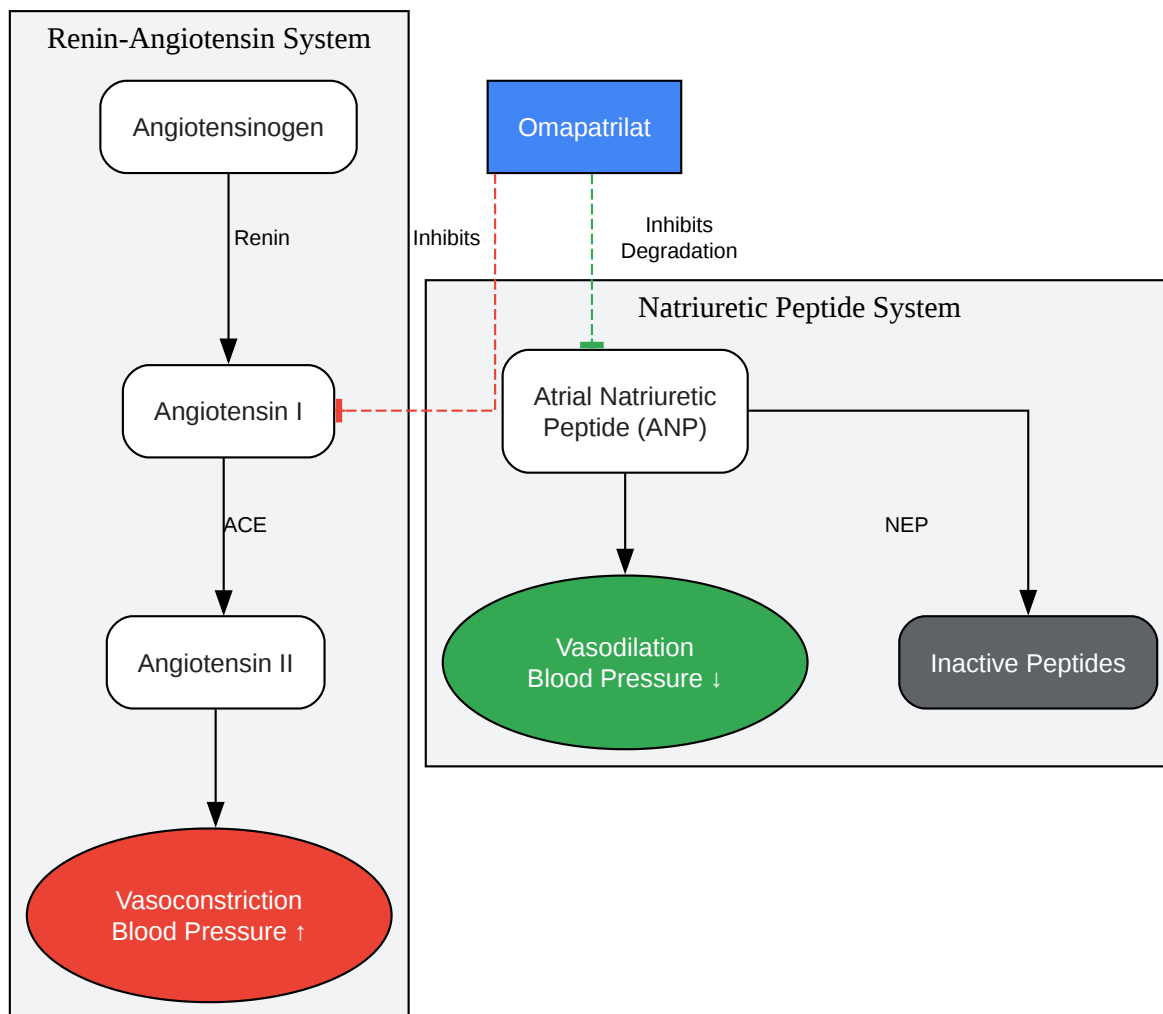 Renin-Angiotensin System
Angiotensinogen
Omapatrilat
Renin
Inhibits
Inhibits
Degradation
Natriuretic Peptide System
Angiotensin I
Atrial Natriuretic
Peptide (ANP)
ACE
NEP
Angiotensin II
Vasodilation
Blood Pressure ↓
Inactive Peptides
Vasoconstriction
Blood Pressure ↑